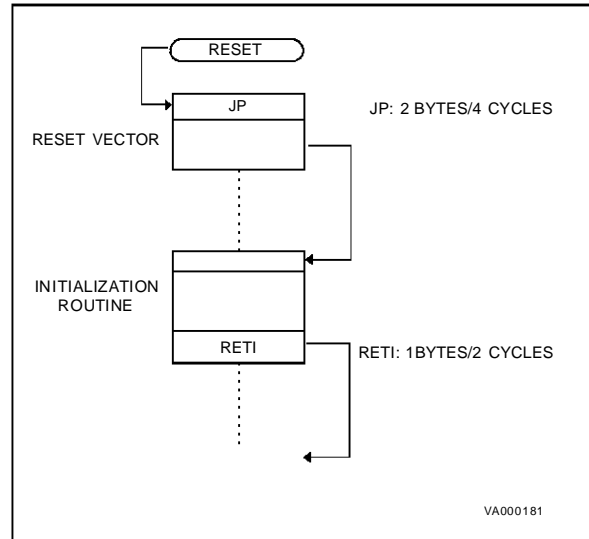 RESET
JP
JP: 2 BYTES/4 CYCLES
RESET VECTOR
INITIALIZATION
ROUTINE
RETI
RETI: 1BYTES/2 CYCLES
VA000181